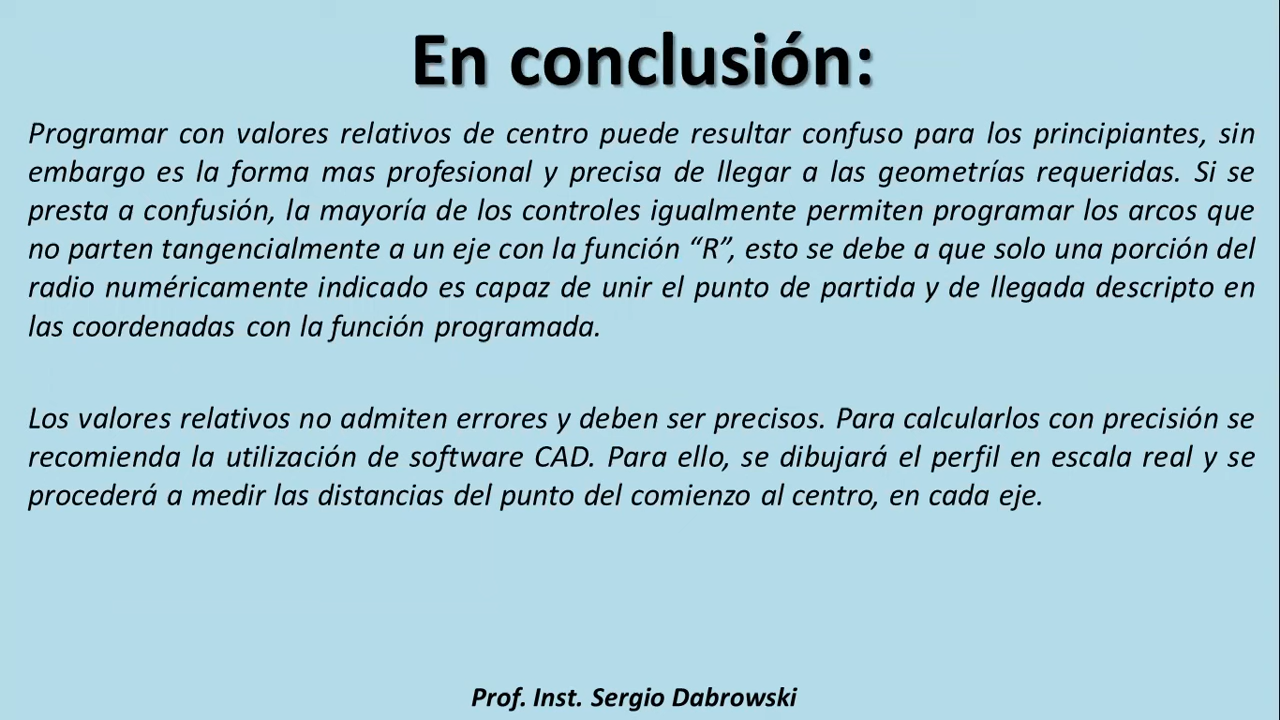 En conclusión:
Programar con valores relativos de centro puede resultar confuso para los principiantes, sin
embargo es la forma mas profesional y precisa de llegar a las geometrías requeridas. Si se
presta a confusión, la mayoría de los controles igualmente permiten programar los arcos que
no parten tangencialmente a un eje con la función “R”, esto se debe a que solo una porción del
radio numéricamente indicado es capaz de unir el punto de partida y de llegada descripto en
las coordenadas con la función programada.
Los valores relativos no admiten errores y deben ser precisos. Para calcularlos con precisión se
recomienda la utilización de software CAD. Para ello, se dibujará el perfil en escala real y se
procederá a medir las distancias del punto del comienzo al centro, en cada eje.
Prof. Inst. Sergio Dabrowski